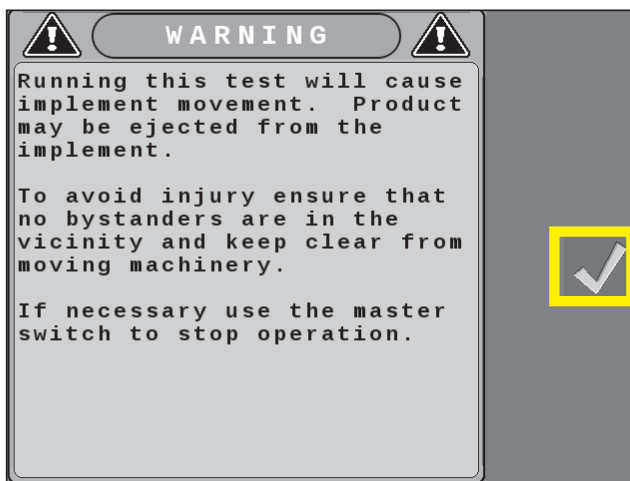 WARNING
Running this test will cause
implement movement.  Product
may be ejected from the
implement.
To avoid injury ensure that
no bystanders are in the
vicinity and keep clear from
moving machinery.
If necessary use the master
switch to stop operation.